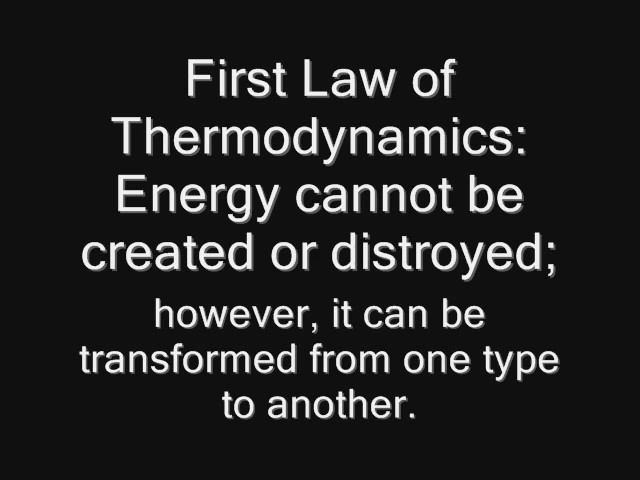 First Law of
Thermodynamics:
Energy cannot be
created or distroyed;
however, it can be
transformed from one type
to another.